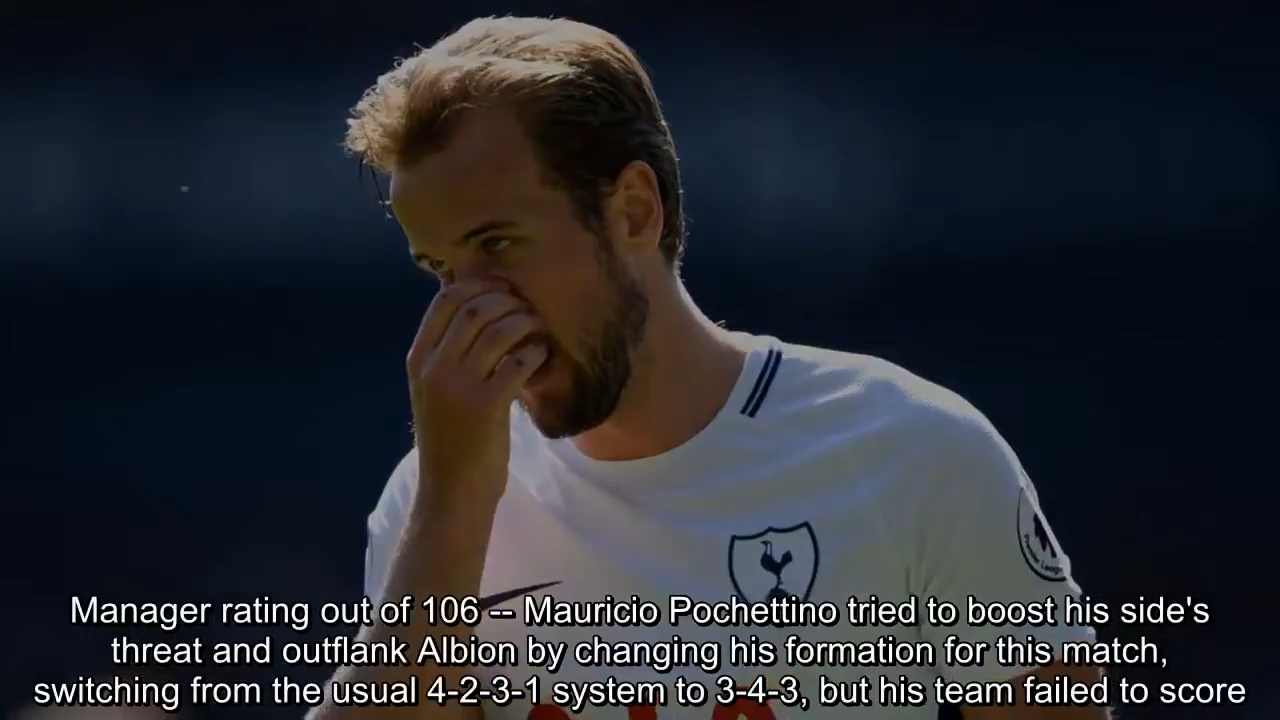 Manager rating out of 106 -- Mauricio Pochettino tried to boost his side's
threat and outflank Albion by changing his formation for this match,
switching from the usual 4-2-3-1 system to 3-4-3, but his team failed to score